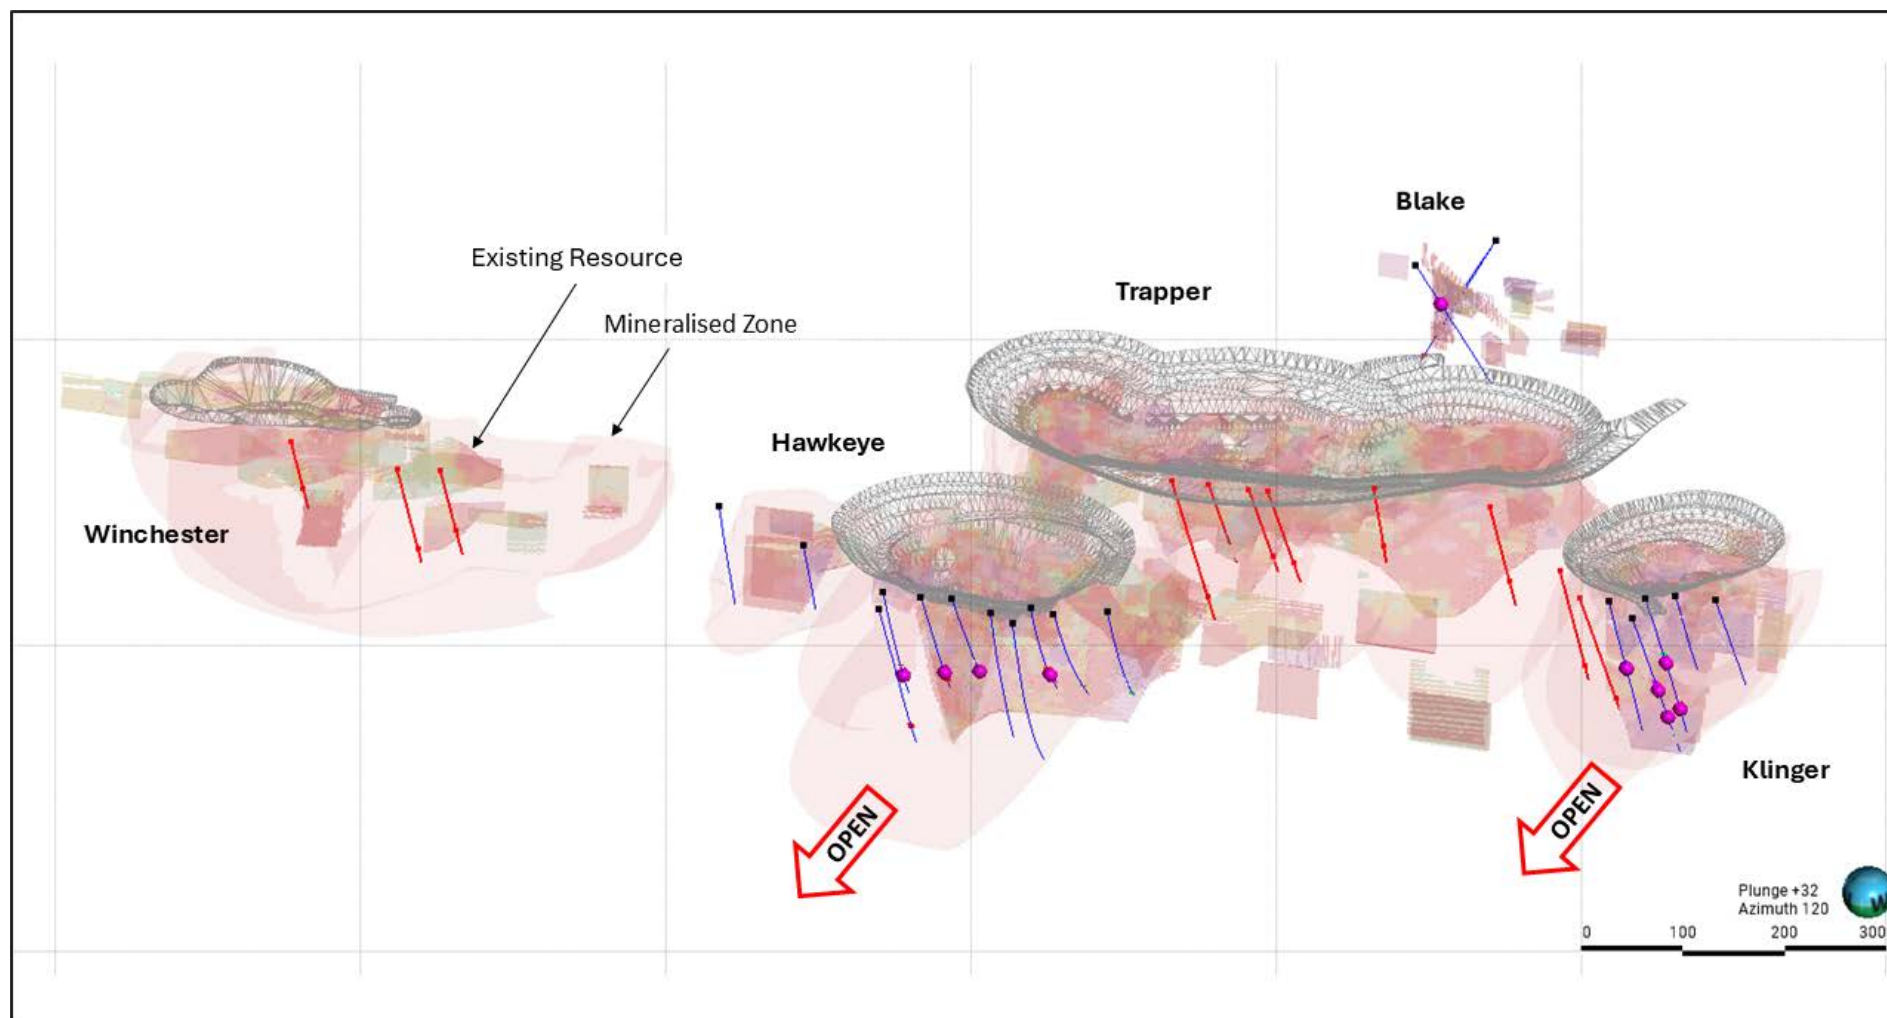 Blake
Existing Resource
Trapper
Mineralised Zone
Hawkeye
Winchester
Klinger
OPEN
OPEN
Plunge +32
Azimuth 120
W
0 100 200 300